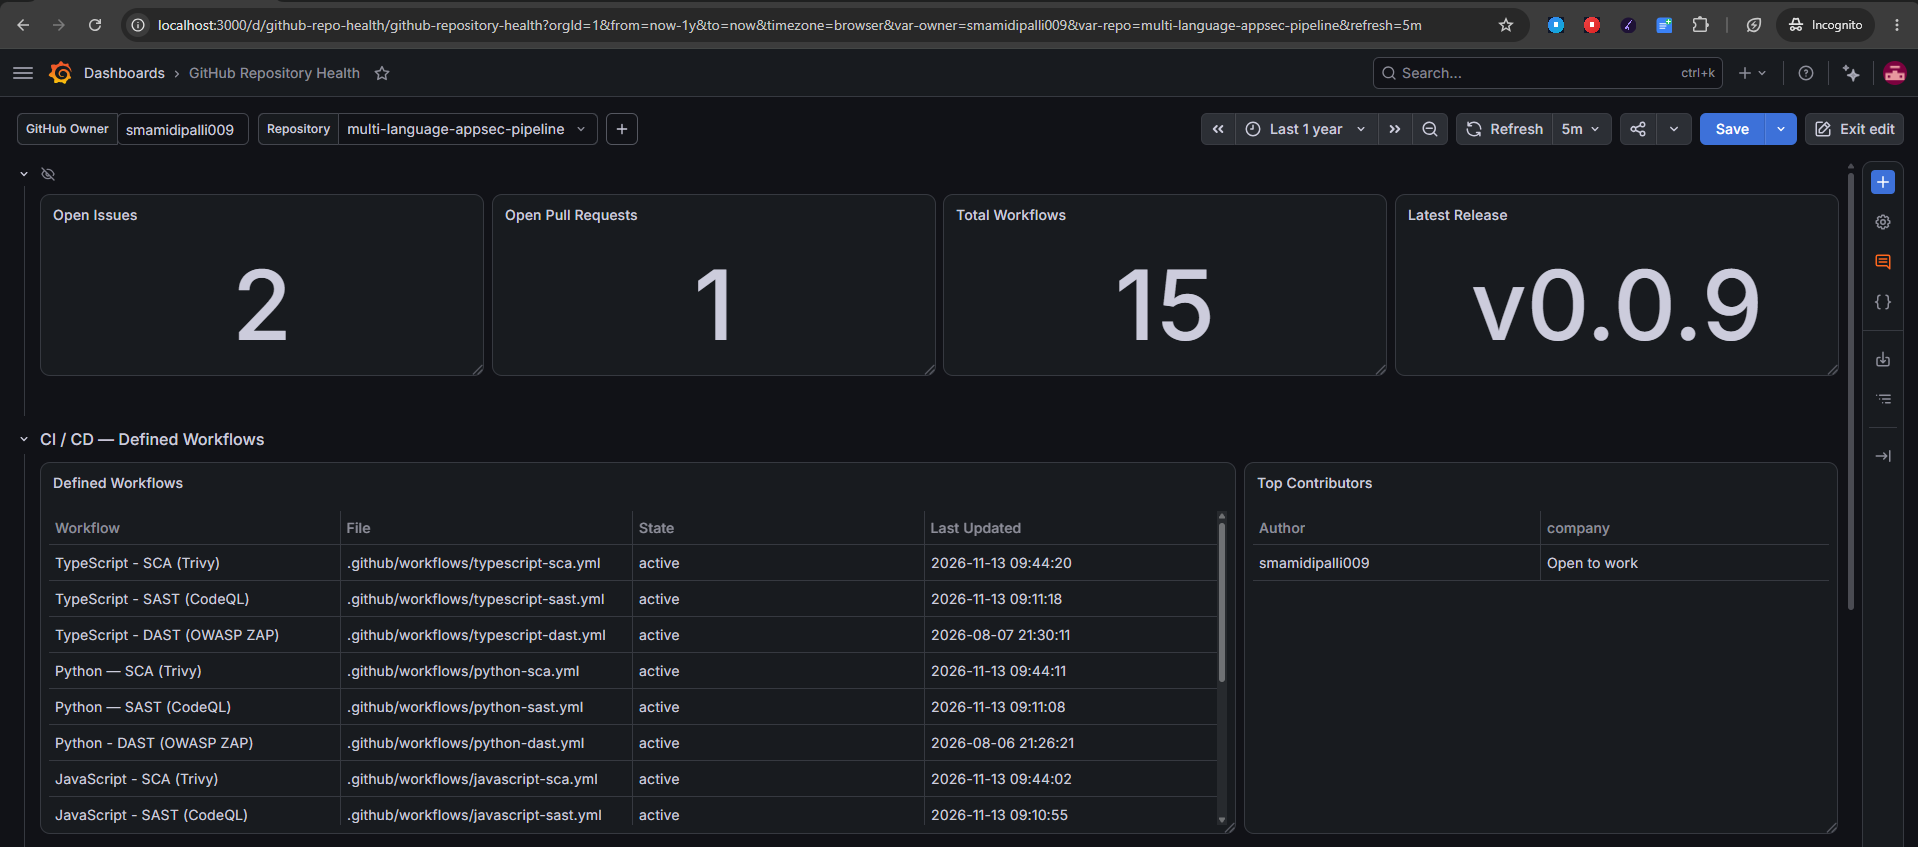 localhost:3000/d/github-repo-health/github-repository-health?orgId=1&from=now-1y&to=now&timezone=browser&var-owner=smamidipalli009&var-repo=multi-language-appsec-pipeline&refresh=5m
Incognito
Dashboards › GitHub Repository Health
Search... ctrl+k
GitHub Owner smamidipalli009 Repository multi-language-appsec-pipeline
Last 1 year Refresh 5m Save Exit edit
Open Issues
2
Open Pull Requests
1
Total Workflows
15
Latest Release
v0.0.9
CI / CD — Defined Workflows
Defined Workflows
Workflow File State Last Updated
TypeScript - SCA (Trivy) .github/workflows/typescript-sca.yml active 2026-11-13 09:44:20
TypeScript - SAST (CodeQL) .github/workflows/typescript-sast.yml active 2026-11-13 09:11:18
TypeScript - DAST (OWASP ZAP) .github/workflows/typescript-dast.yml active 2026-08-07 21:30:11
Python — SCA (Trivy) .github/workflows/python-sca.yml active 2026-11-13 09:44:11
Python — SAST (CodeQL) .github/workflows/python-sast.yml active 2026-11-13 09:11:08
Python - DAST (OWASP ZAP) .github/workflows/python-dast.yml active 2026-08-06 21:26:21
JavaScript - SCA (Trivy) .github/workflows/javascript-sca.yml active 2026-11-13 09:44:02
JavaScript - SAST (CodeQL) .github/workflows/javascript-sast.yml active 2026-11-13 09:10:55
Top Contributors
Author company
smamidipalli009 Open to work